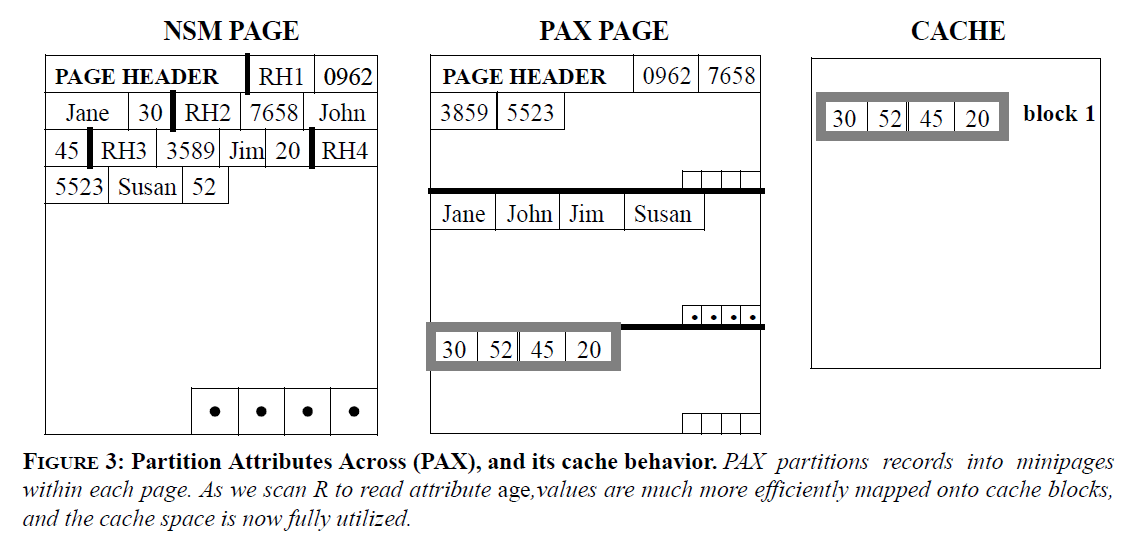 NSM PAGE
PAGE HEADER RH1 0962
Jane 30 RH2 7658 John
45 RH3 3589 Jim 20 RH4
5523 Susan 52
PAX PAGE
PAGE HEADER 0962 7658
3859 5523
Jane John Jim Susan
30 52 45 20
CACHE
30 52 45 20 block 1
FIGURE 3: Partition Attributes Across (PAX), and its cache behavior. PAX partitions records into minipages
within each page. As we scan R to read attribute age,values are much more efficiently mapped onto cache blocks,
and the cache space is now fully utilized.